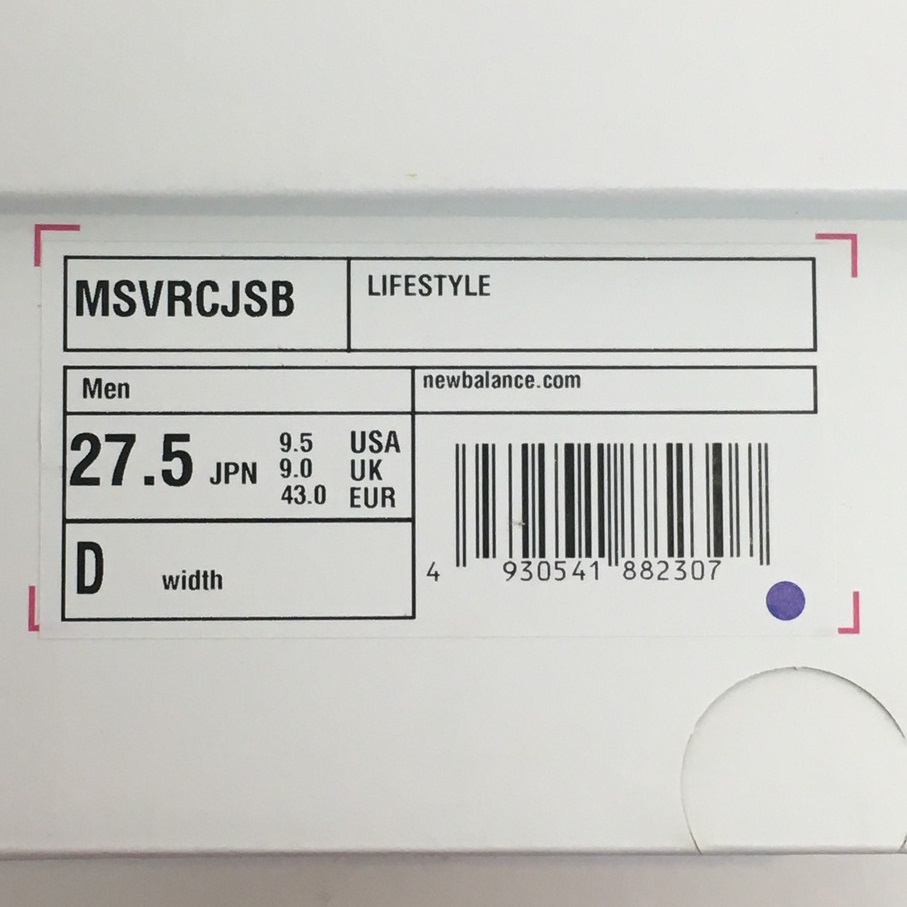 MSVRCJSB
LIFESTYLE
Men
newbalance.com
27.5 JPN
9.5 USA
9.0 UK
43.0 EUR
D width
4 930541 882307